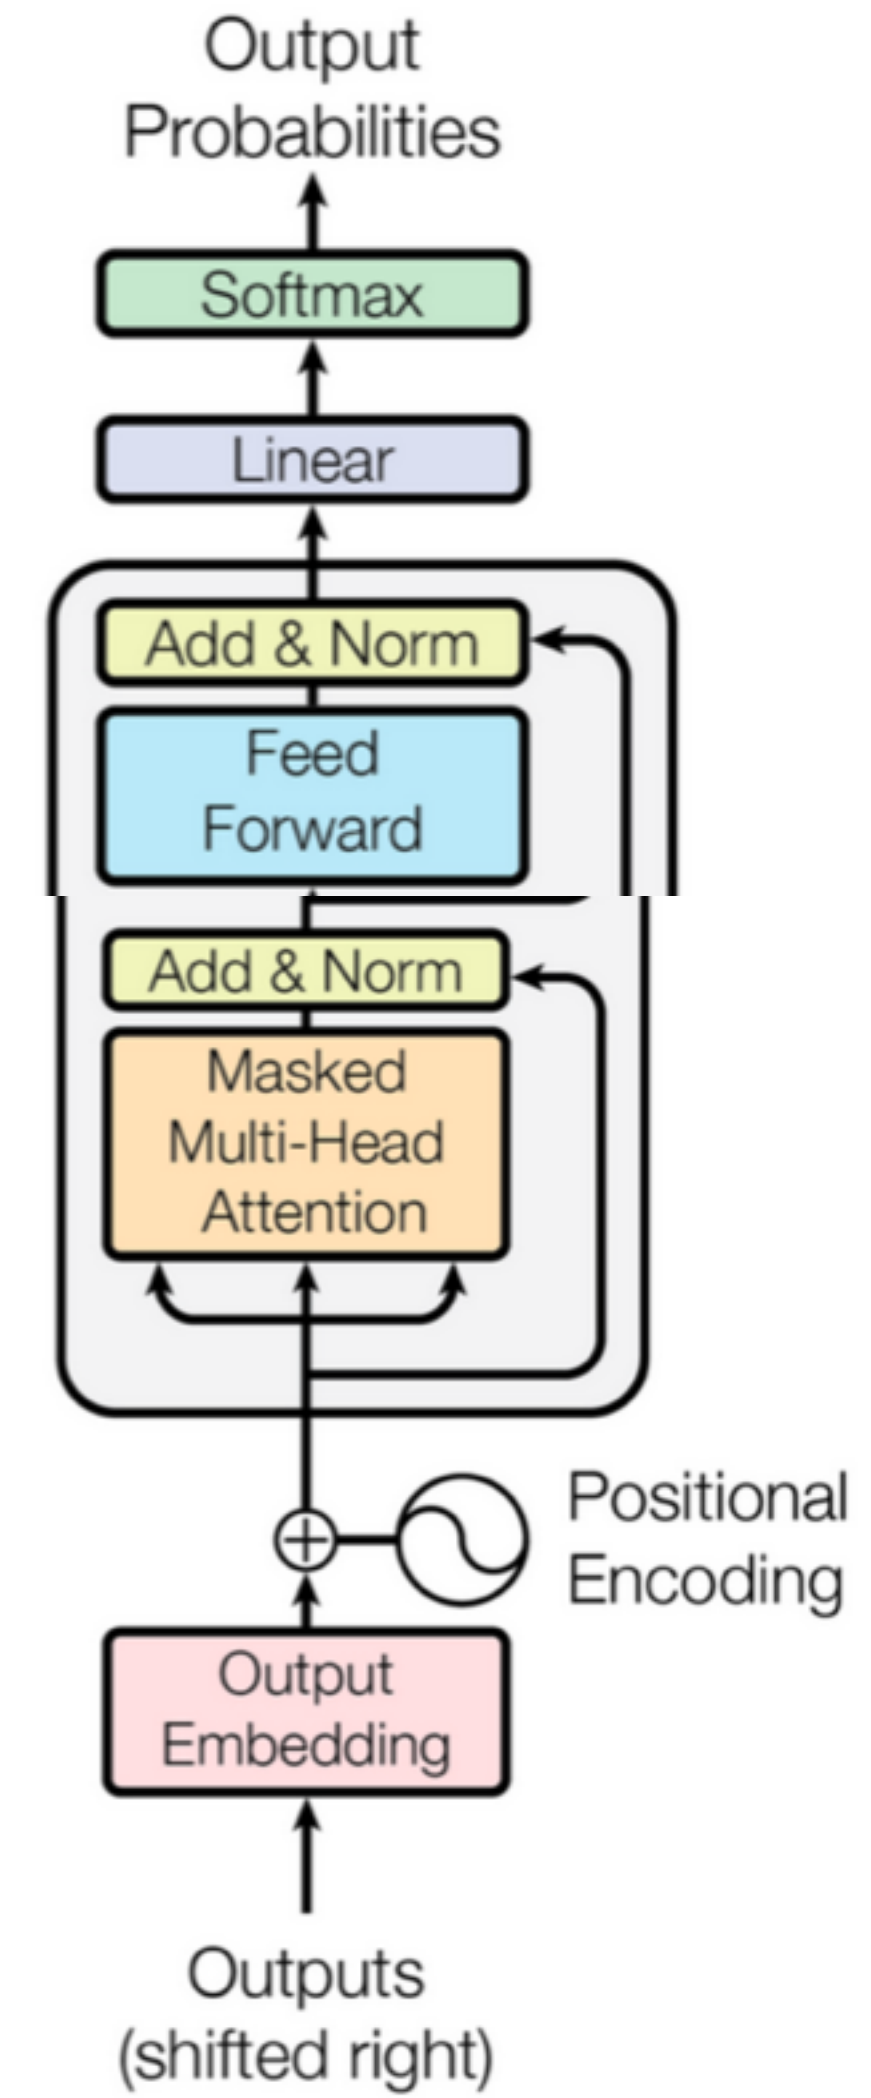 Output
Probabilities
Softmax
Linear
Add & Norm
Feed
Forward
Add & Norm
Masked
Multi-Head
Attention
Positional
Encoding
Output
Embedding
Outputs
(shifted right)